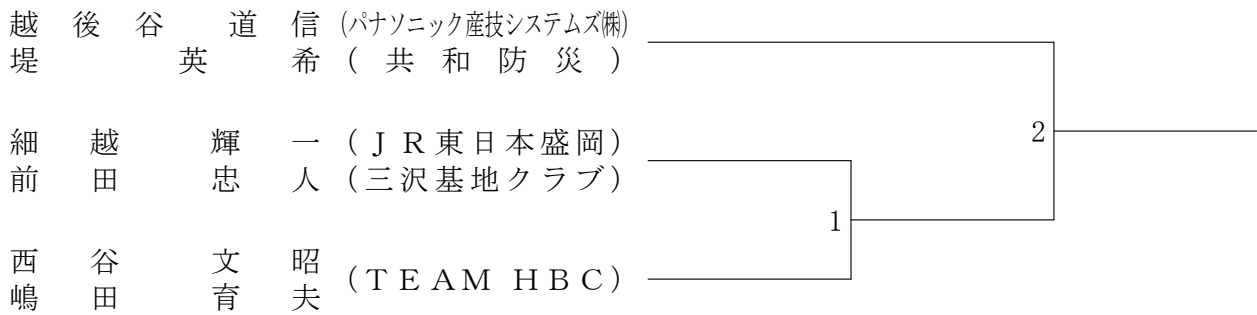 越後谷　道信 (パナソニック産技システムズ㈱)
堤　英希 (共和防災)
2
細越　輝一 (ＪＲ東日本盛岡)
前田　忠人 (三沢基地クラブ)
1
西谷　文昭
(ＴＥＡＭ ＨＢＣ)
嶋田　育夫